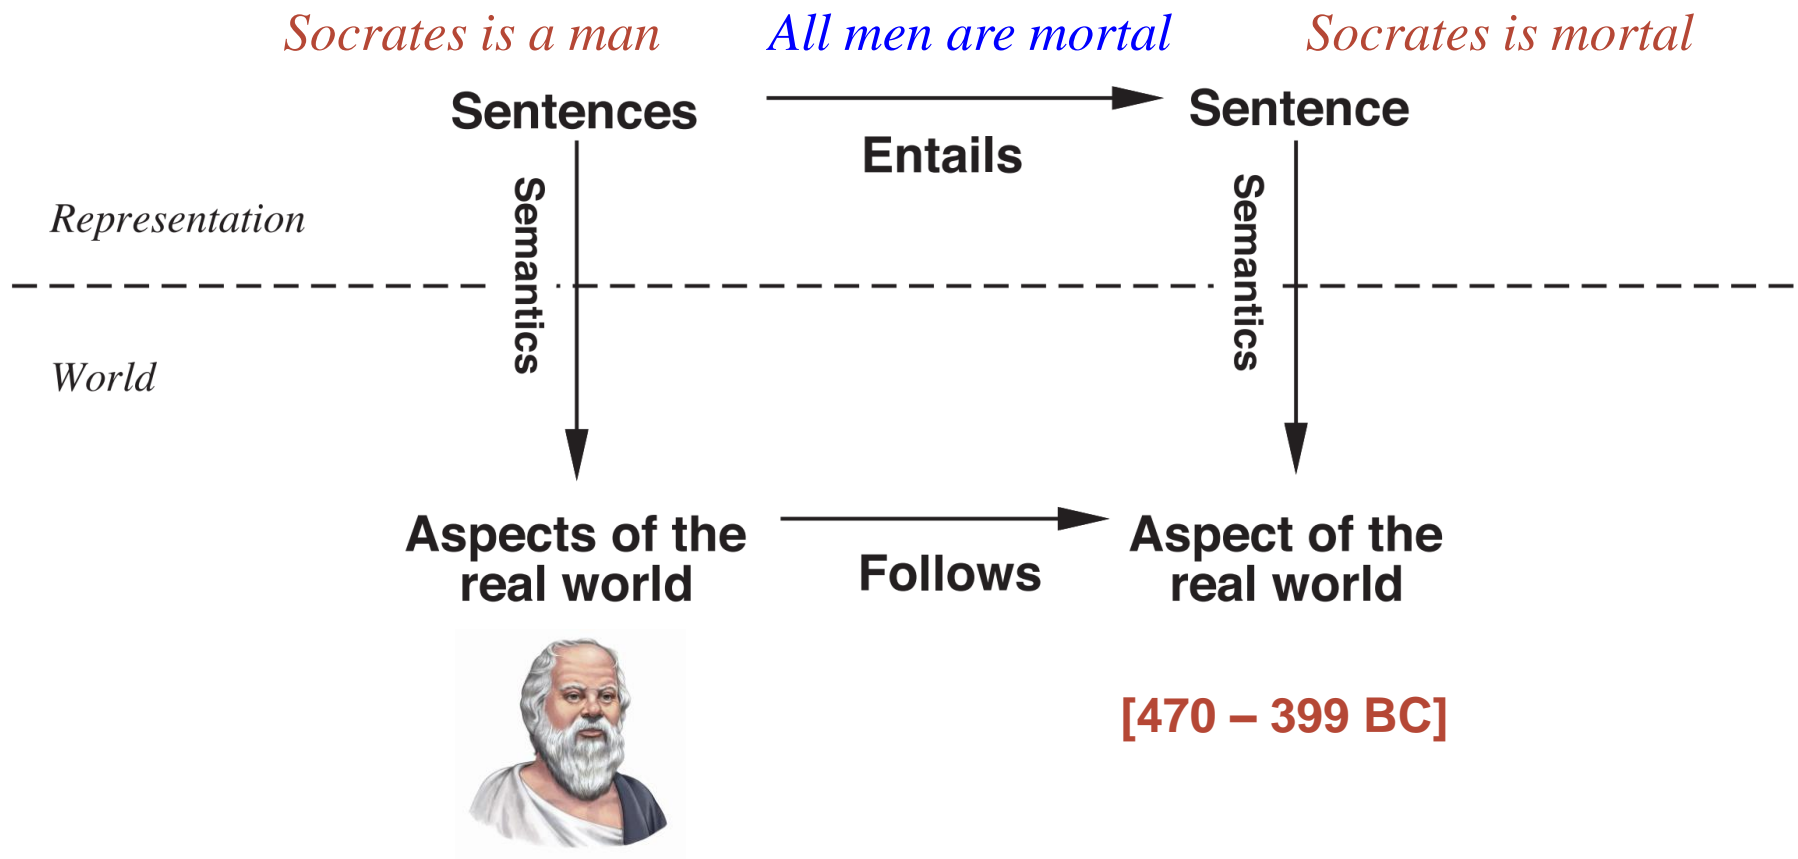 Socrates is a man
All men are mortal
Socrates is mortal
Sentences
Sentence
Entails
Semantics
Semantics
Representation
World
Aspects of the
real world
Follows
Aspect of the
real world
[470 – 399 BC]